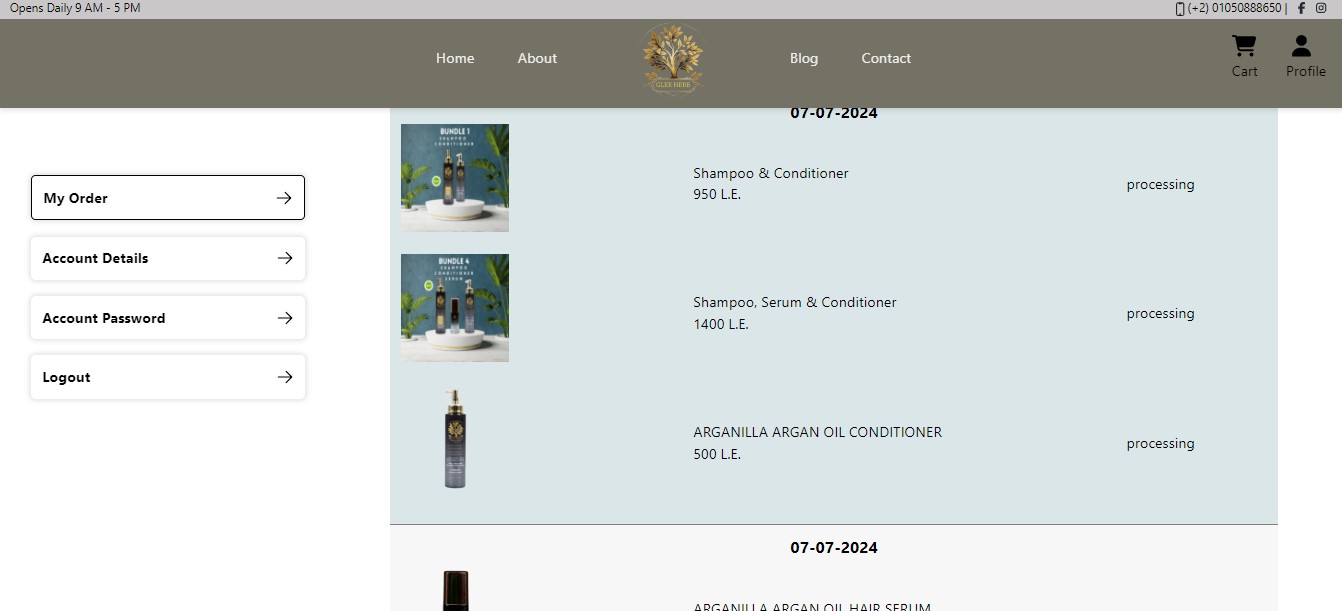 Opens Daily 9 AM - 5 PM
(+2) 01050888650 |
Home
About
GLEE HERB
Blog
Contact
Cart
Profile
My Order
Account Details
Account Password
Logout
07-07-2024
BUNDLE 1
SHAMPOO
CONDITIONER
Shampoo & Conditioner
950 L.E.
processing
BUNDLE 4
SHAMPOO
CONDITIONER
SERUM
Shampoo, Serum & Conditioner
1400 L.E.
processing
ARGANILLA ARGAN OIL CONDITIONER
500 L.E.
processing
07-07-2024
ARGANILLA ARGAN OIL HAIR SERUM